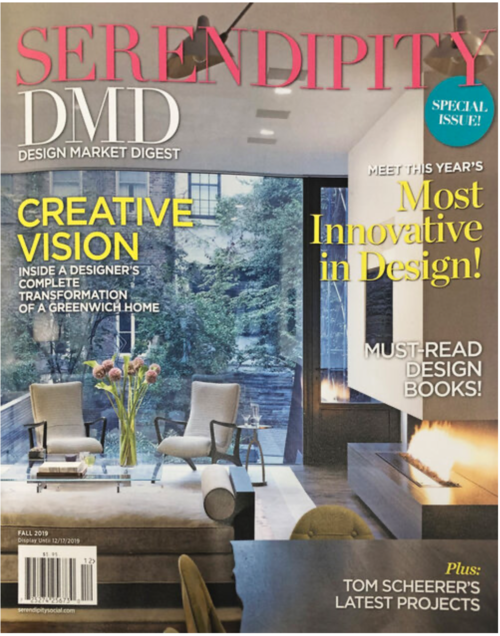 SERENDIPITY
DMD
DESIGN MARKET DIGEST
SPECIAL
ISSUE!
MEET THIS YEAR'S
Most
Innovative
in Design!
CREATIVE
VISION
INSIDE A DESIGNER'S
COMPLETE
TRANSFORMATION
OF A GREENWICH HOME
MUST-READ
DESIGN
BOOKS!
FALL 2019
Display Until 12/17/2019
$5.95
Plus:
TOM SCHEERER'S
LATEST PROJECTS
serendipitysocial.com